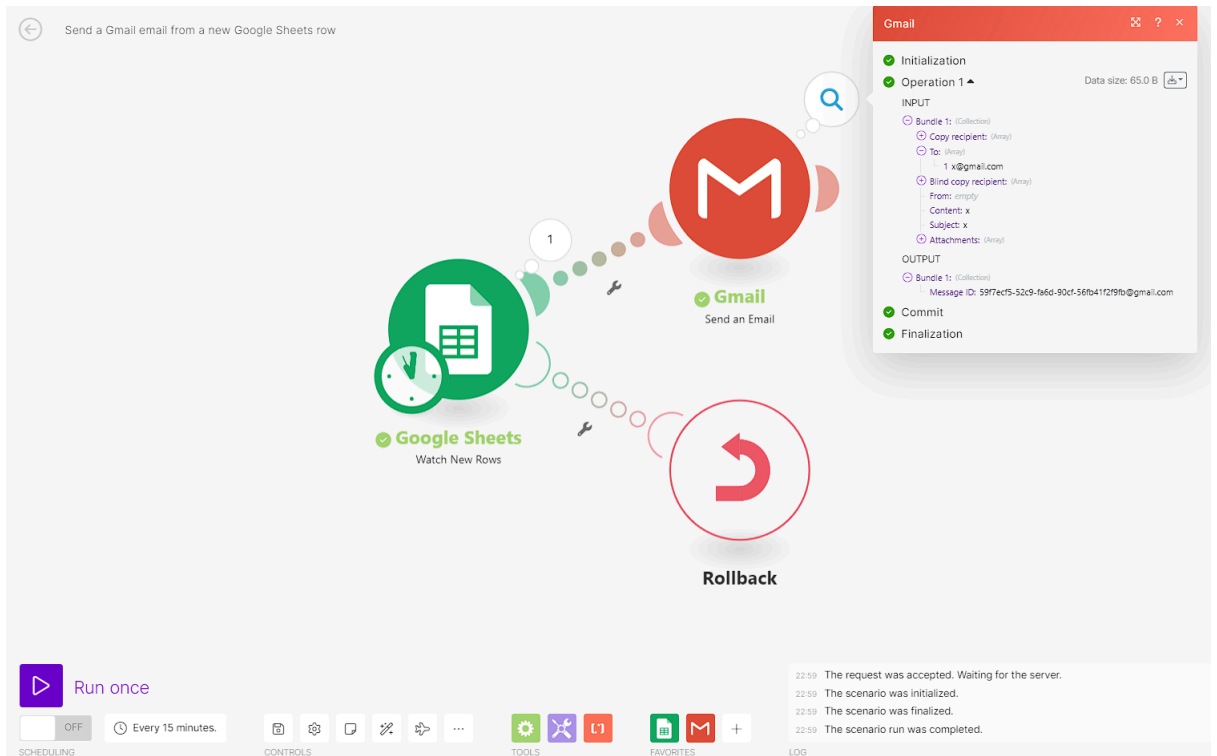 Send a Gmail email from a new Google Sheets row
Gmail
?
Initialization
Operation 1
Data size: 65.0 B
INPUT
Bundle 1: (Collection)
Copy recipient: (Array)
To: (Array)
1 x@gmail.com
Blind copy recipient: (Array)
From: empty
Content: x
Subject: x
Attachments: (Array)
OUTPUT
Bundle 1: (Collection)
Message ID: 59f7ecf5-52c9-fa6d-90cf-56fb41f2f9fb@gmail.com
Commit
Finalization
1
Gmail
Send an Email
Google Sheets
Watch New Rows
Rollback
Run once
OFF
Every 15 minutes.
SCHEDULING
CONTROLS
TOOLS
FAVORITES
22:59 The request was accepted. Waiting for the server.
22:59 The scenario was initialized.
22:59 The scenario was finalized.
22:59 The scenario run was completed.
LOG